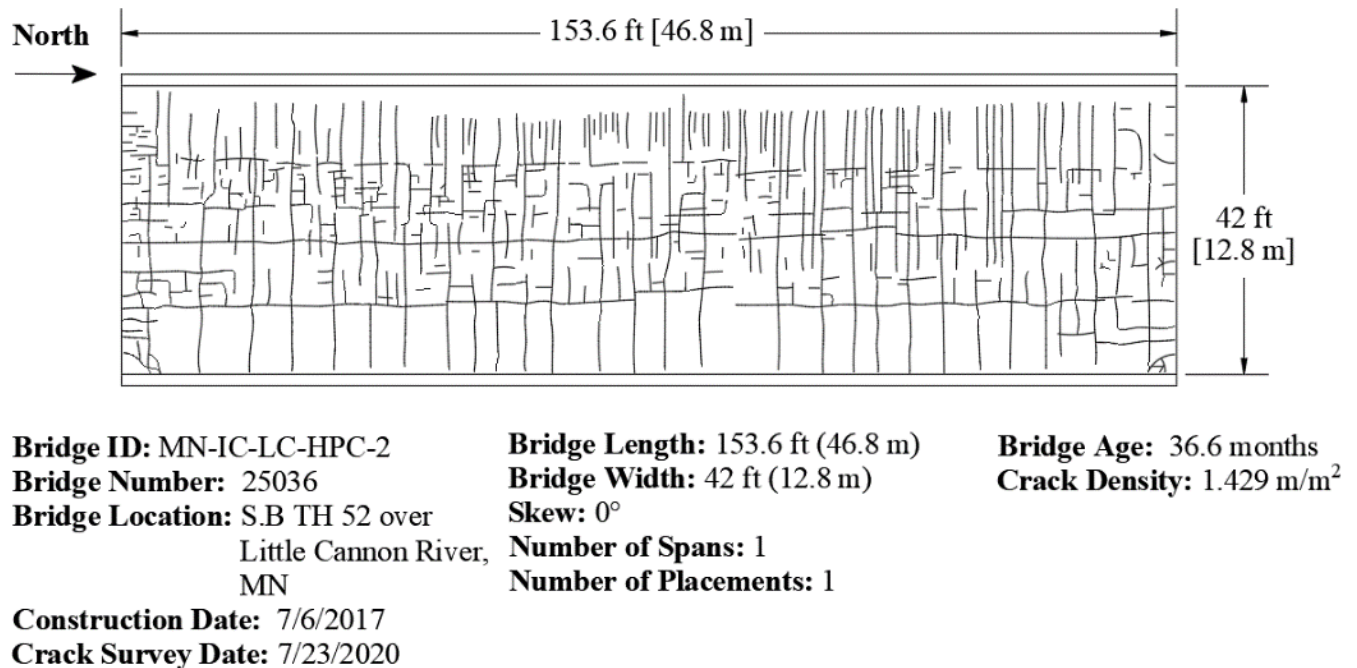 North
153.6 ft [46.8 m]
42 ft
[12.8 m]
Bridge ID: MN-IC-LC-HPC-2
Bridge Number: 25036
Bridge Location: S.B TH 52 over
Little Cannon River,
MN
Construction Date: 7/6/2017
Crack Survey Date: 7/23/2020
Bridge Length: 153.6 ft (46.8 m)
Bridge Width: 42 ft (12.8 m)
Skew: 0°
Number of Spans: 1
Number of Placements: 1
Bridge Age: 36.6 months
Crack Density: 1.429 m/m²